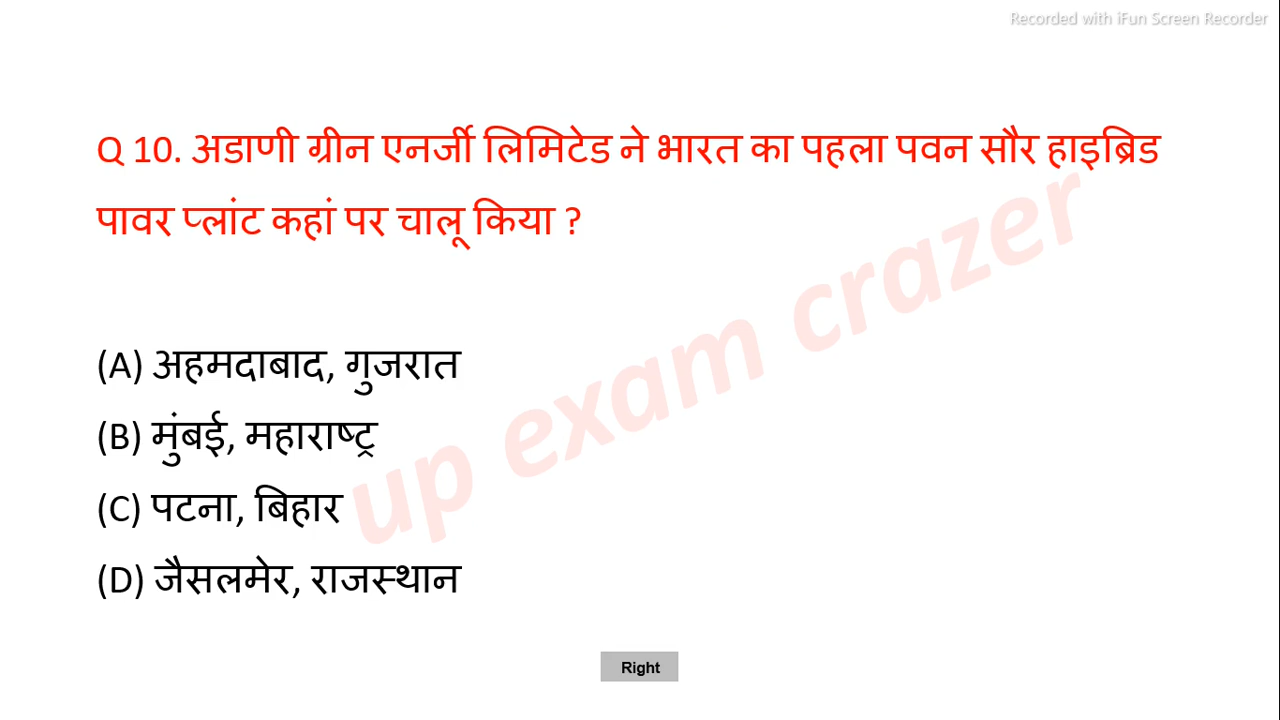 Recorded with iFun Screen Recorder
Q 10. अडाणी ग्रीन एनर्जी लिमिटेड ने भारत का पहला पवन सौर हाइब्रिड
पावर प्लांट कहां पर चालू किया ?
(A) अहमदाबाद, गुजरात
(B) मुंबई, महाराष्ट्र
(C) पटना, बिहार
(D) जैसलमेर, राजस्थान
up exam crazer
Right